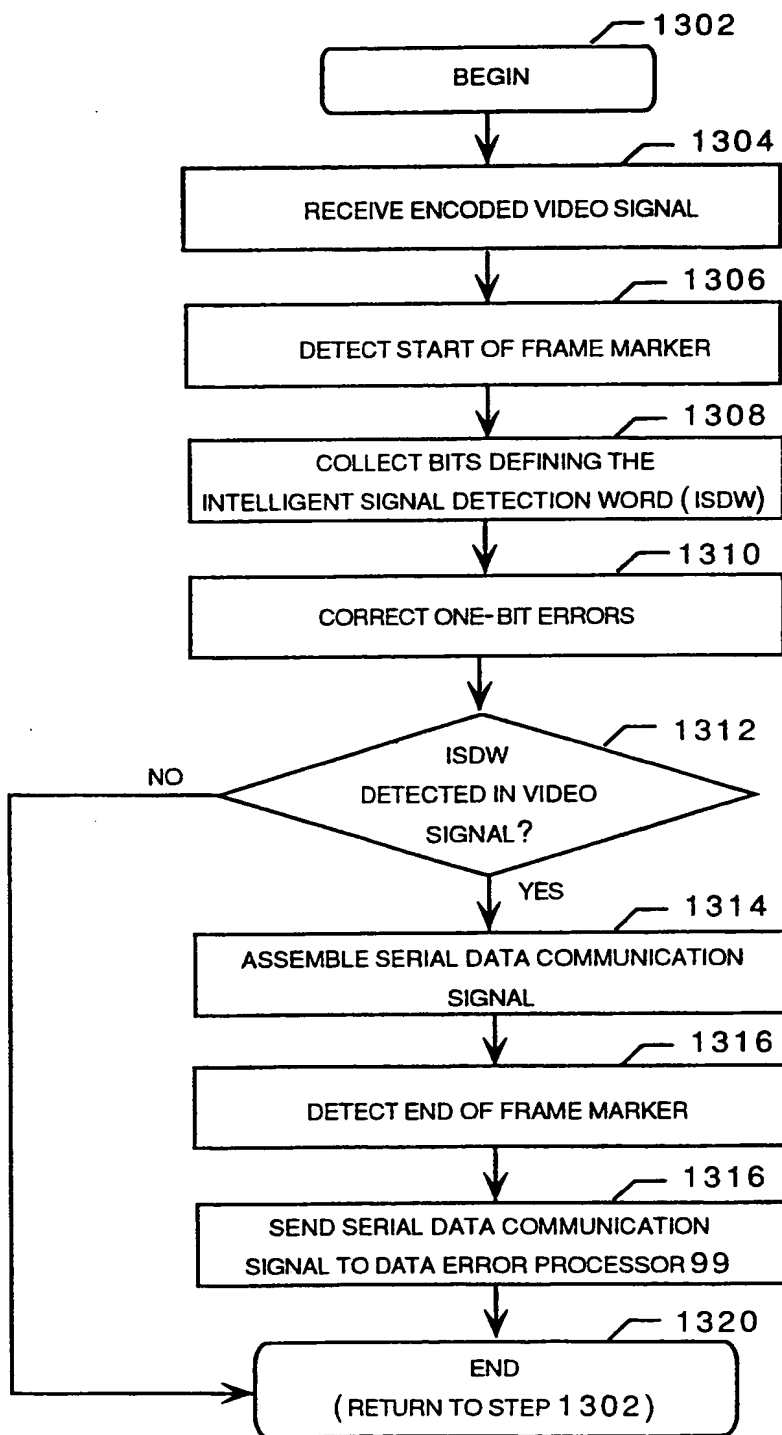 1302
BEGIN
1304
RECEIVE ENCODED VIDEO SIGNAL
1306
DETECT START OF FRAME MARKER
1308
COLLECT BITS DEFINING THE
INTELLIGENT SIGNAL DETECTION WORD (ISDW)
1310
CORRECT ONE-BIT ERRORS
1312
ISDW
DETECTED IN VIDEO
SIGNAL?
NO
YES
1314
ASSEMBLE SERIAL DATA COMMUNICATION
SIGNAL
1316
DETECT END OF FRAME MARKER
1316
SEND SERIAL DATA COMMUNICATION
SIGNAL TO DATA ERROR PROCESSOR 99
1320
END
(RETURN TO STEP 1302)